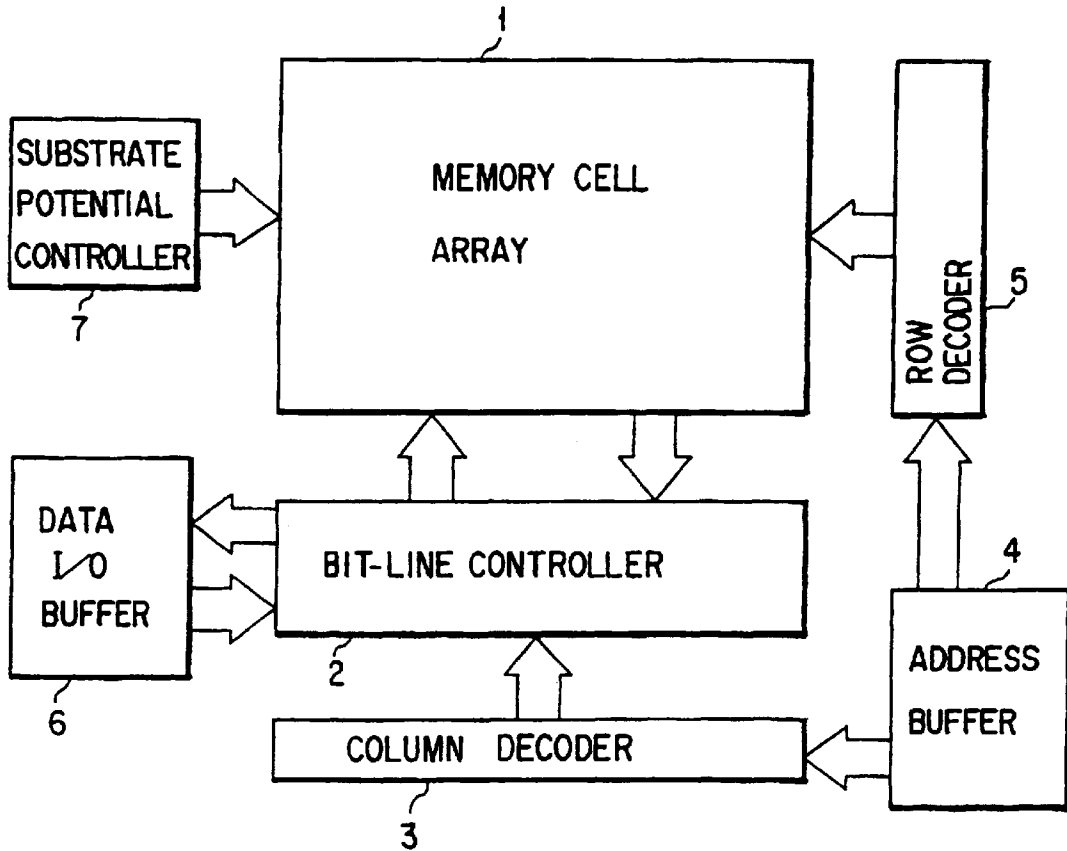 1
SUBSTRATE
POTENTIAL
CONTROLLER
7
MEMORY CELL
ARRAY
ROW
DECODER
5
DATA
I/O
BUFFER
6
BIT-LINE CONTROLLER
2
4
ADDRESS
BUFFER
COLUMN DECODER
3